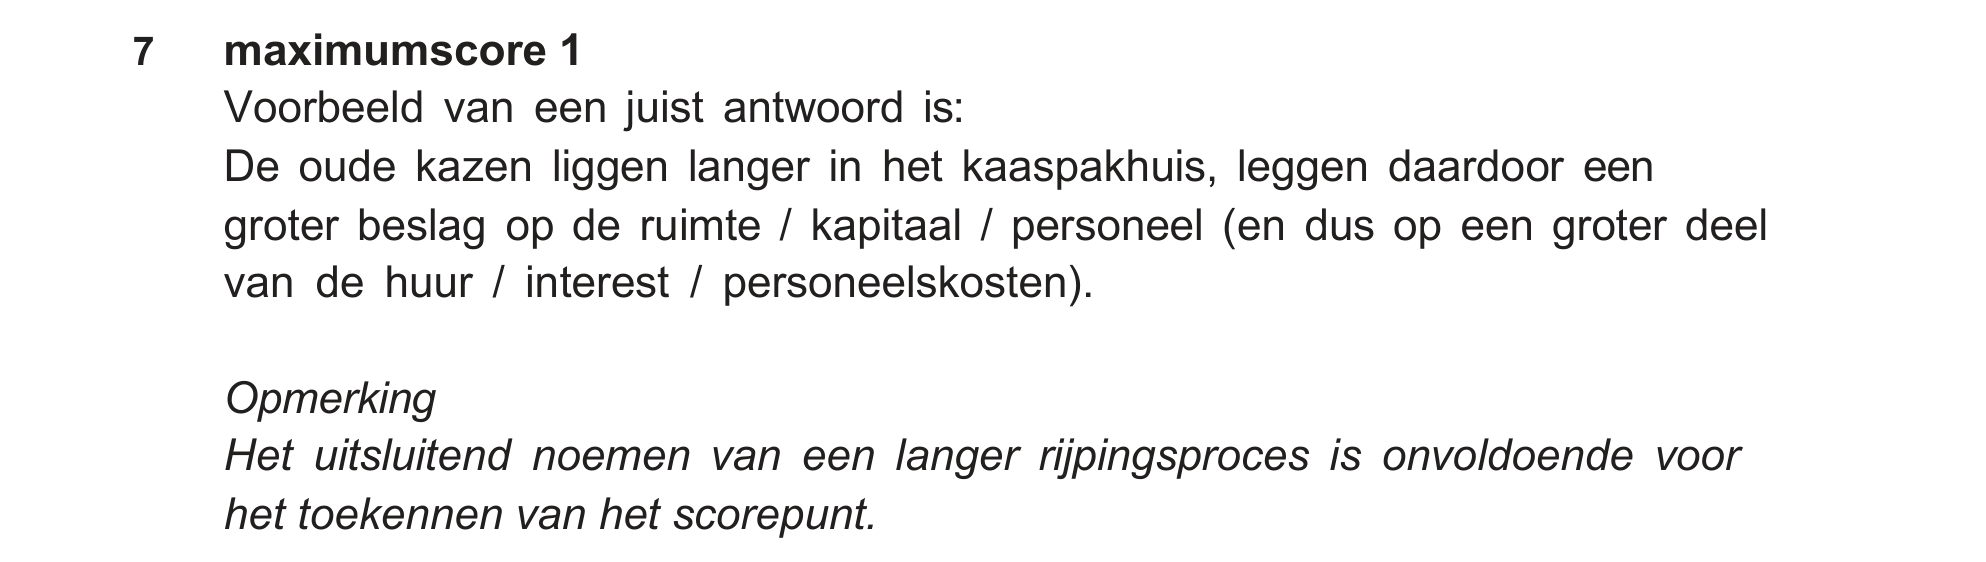 7 maximumscore 1
Voorbeeld van een juist antwoord is:
De oude kazen liggen langer in het kaaspakhuis, leggen daardoor een
groter beslag op de ruimte / kapitaal / personeel (en dus op een groter deel
van de huur / interest / personeelskosten).
Opmerking
Het uitsluitend noemen van een langer rijpingsproces is onvoldoende voor
het toekennen van het scorepunt.